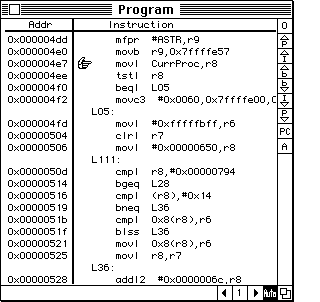 Program
Addr Instruction 0
0x000004dd mfpr #ASTR,r9
0x000004e0 movb r9,0x7ffffe57
0x000004e7 movl CurrProc,r8
0x000004ee tstl r8
0x000004f0 beql L05
0x000004f2 movc3 #0x0060,0x7ffffe00,0
L05:
0x000004fd movl #0xfffffbff,r6
0x00000504 clrl r7
0x00000506 movl #0x00000650,r8
L111:
0x0000050d cmpl r8,#0x00000794
0x00000514 bgeq L28
0x00000516 cmpl (r8),#0x14
0x00000519 bneq L36
0x0000051b cmpl 0x8(r8),r6
0x0000051f blss L36
0x00000521 movl 0x8(r8),r6
0x00000525 movl r8,r7
L36:
0x00000528 addl2 #0x0000006c,r8
P
I
b
b
I
P
PC
A
1 Auto